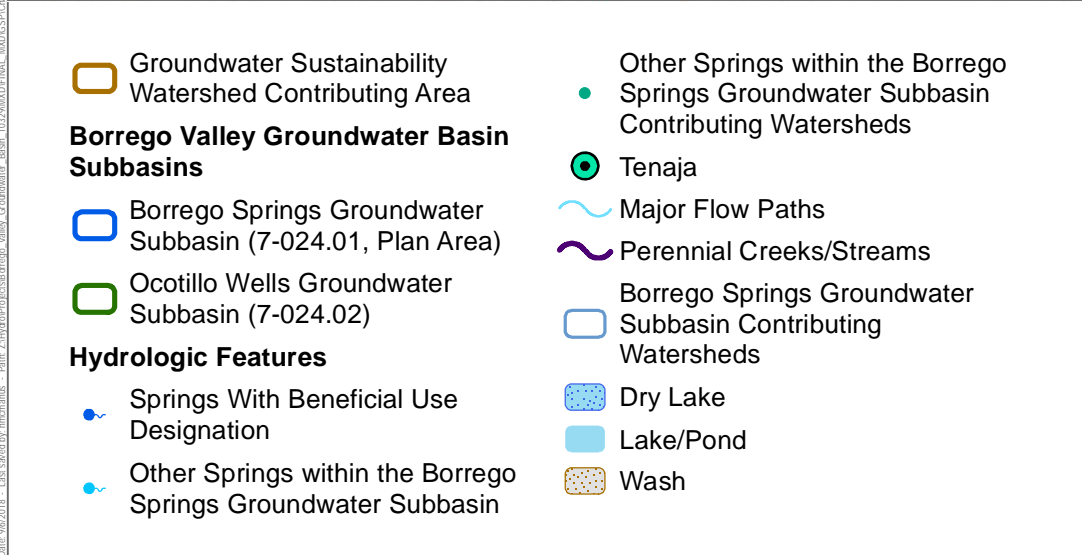 Groundwater Sustainability
Watershed Contributing Area
Borrego Valley Groundwater Basin
Subbasins
Borrego Springs Groundwater
Subbasin (7-024.01, Plan Area)
Ocotillo Wells Groundwater
Subbasin (7-024.02)
Hydrologic Features
Springs With Beneficial Use
Designation
Other Springs within the Borrego
Springs Groundwater Subbasin
Other Springs within the Borrego
Springs Groundwater Subbasin
Contributing Watersheds
Tenaja
Major Flow Paths
Perennial Creeks/Streams
Borrego Springs Groundwater
Subbasin Contributing
Watersheds
Dry Lake
Lake/Pond
Wash